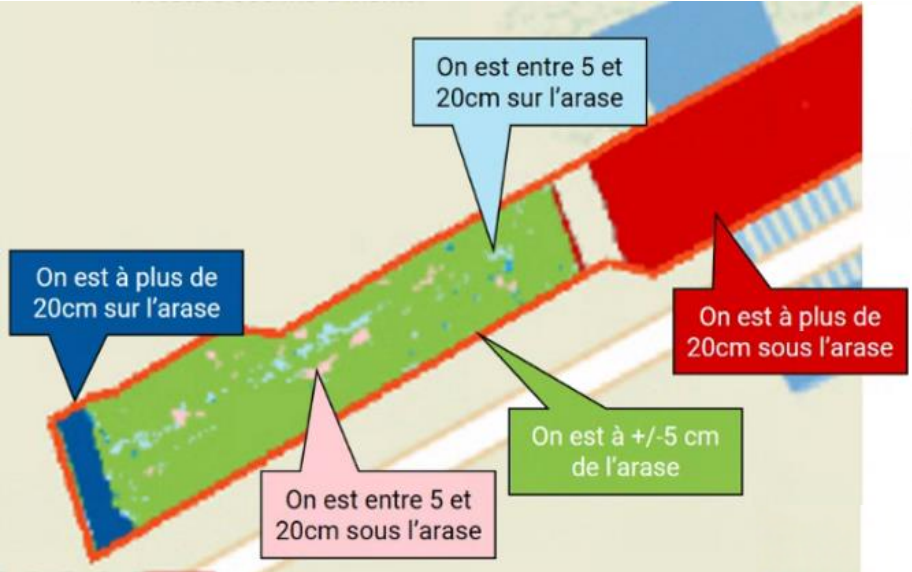 On est entre 5 et
20cm sur l'arase
On est à plus de
20cm sur l'arase
On est à plus de
20cm sous l'arase
On est à +/-5 cm
de l'arase
On est entre 5 et
20cm sous l'arase